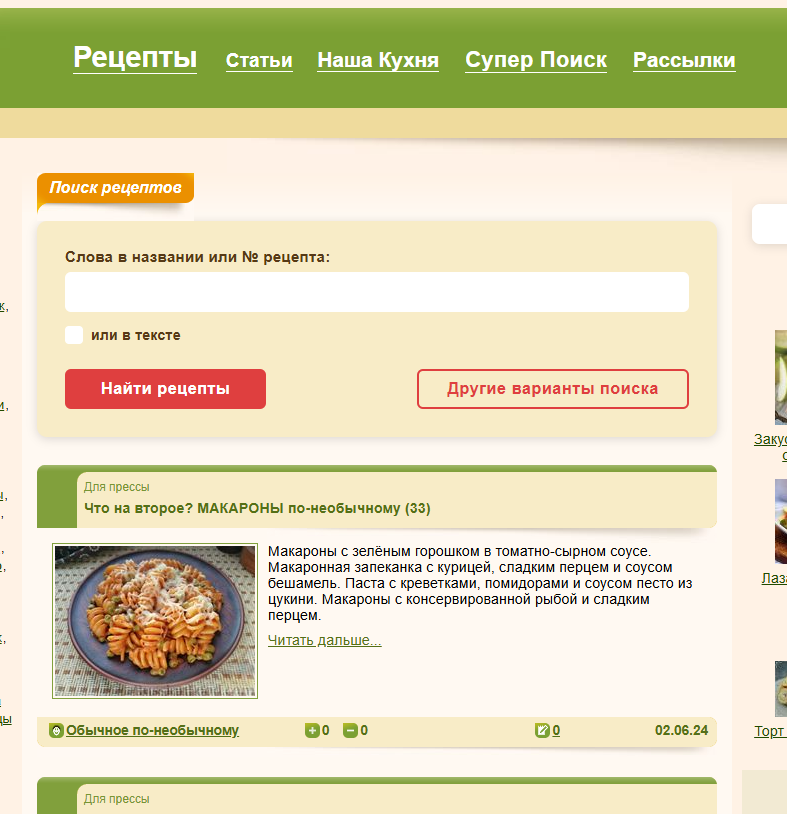 Рецепты Статьи Наша Кухня Супер Поиск Рассылки
Поиск рецептов
Слова в названии или № рецепта:
или в тексте
Найти рецепты Другие варианты поиска
Для прессы
Что на второе? МАКАРОНЫ по-необычному (33)
Макароны с зелёным горошком в томатно-сырном соусе.
Макаронная запеканка с курицей, сладким перцем и соусом
бешамель. Паста с креветками, помидорами и соусом песто из
цукини. Макароны с консервированной рыбой и сладким
перцем.
Читать дальше...
Обычное по-необычному 0 0 0 02.06.24
Для прессы
Торт